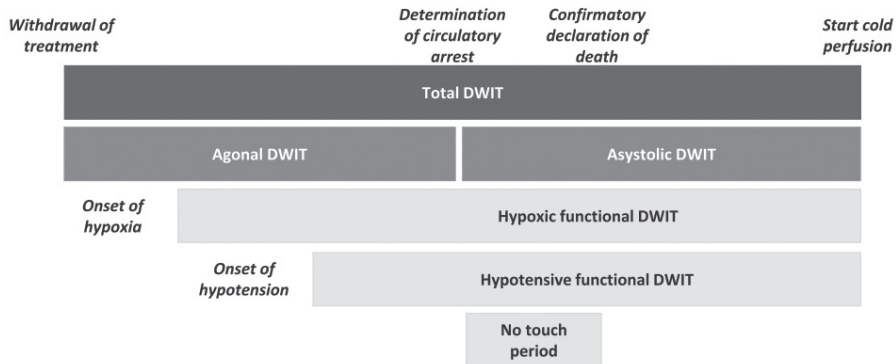 Withdrawal of
treatment
Determination
of circulatory
arrest
Confirmatory
declaration of
death
Start cold
perfusion
Total DWIT
Agonal DWIT
Asystolic DWIT
Onset of
hypoxia
Hypoxic functional DWIT
Onset of
hypotension
Hypotensive functional DWIT
No touch
period